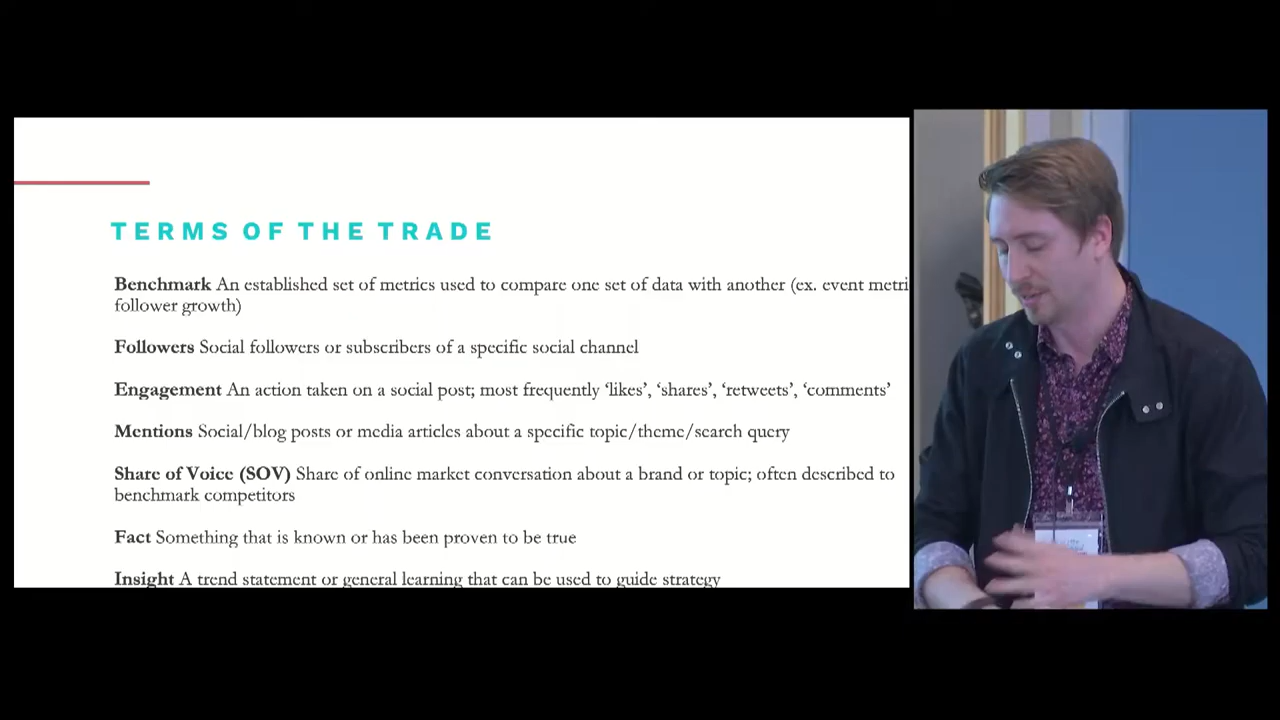 TERMS OF THE TRADE
Benchmark An established set of metrics used to compare one set of data with another (ex. event metri
follower growth)
Followers Social followers or subscribers of a specific social channel
Engagement An action taken on a social post; most frequently ‘likes’, ‘shares’, ‘retweets’, ‘comments’
Mentions Social/blog posts or media articles about a specific topic/theme/search query
Share of Voice (SOV) Share of online market conversation about a brand or topic; often described to
benchmark competitors
Fact Something that is known or has been proven to be true
Insight A trend statement or general learning that can be used to guide strategy